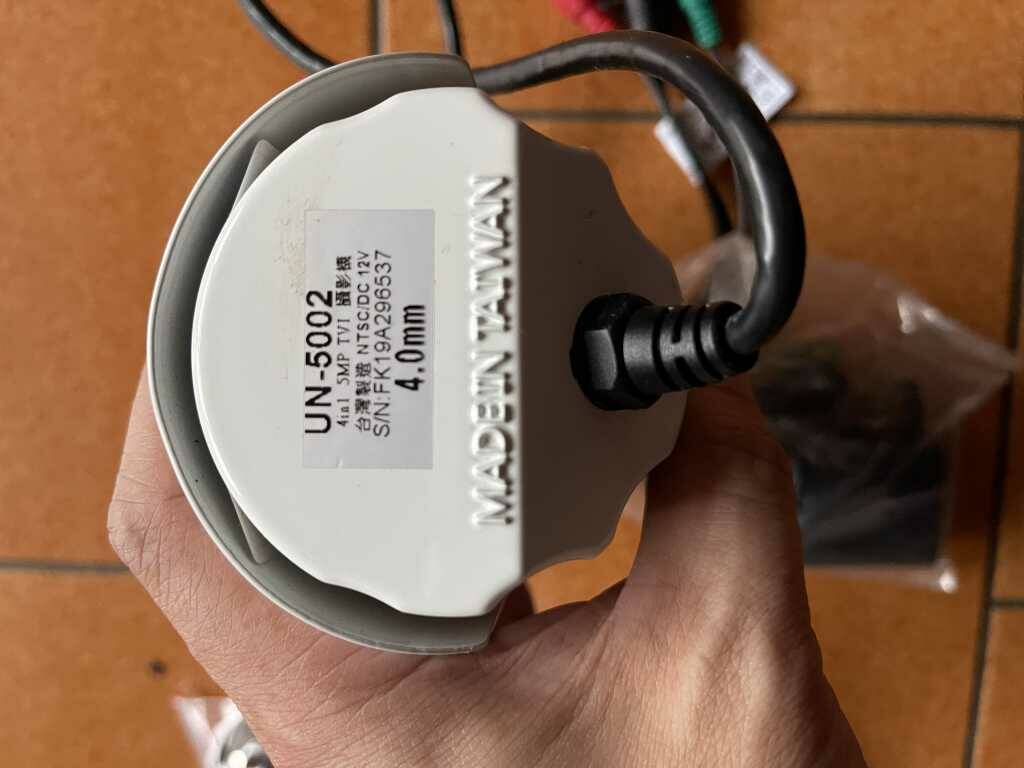 UN-5002
4in1 5MP TVI 攝影機
台灣製造 NTSC/DC 12V
S/N:FK19A296537
4.0mm
MADE IN TAIWAN